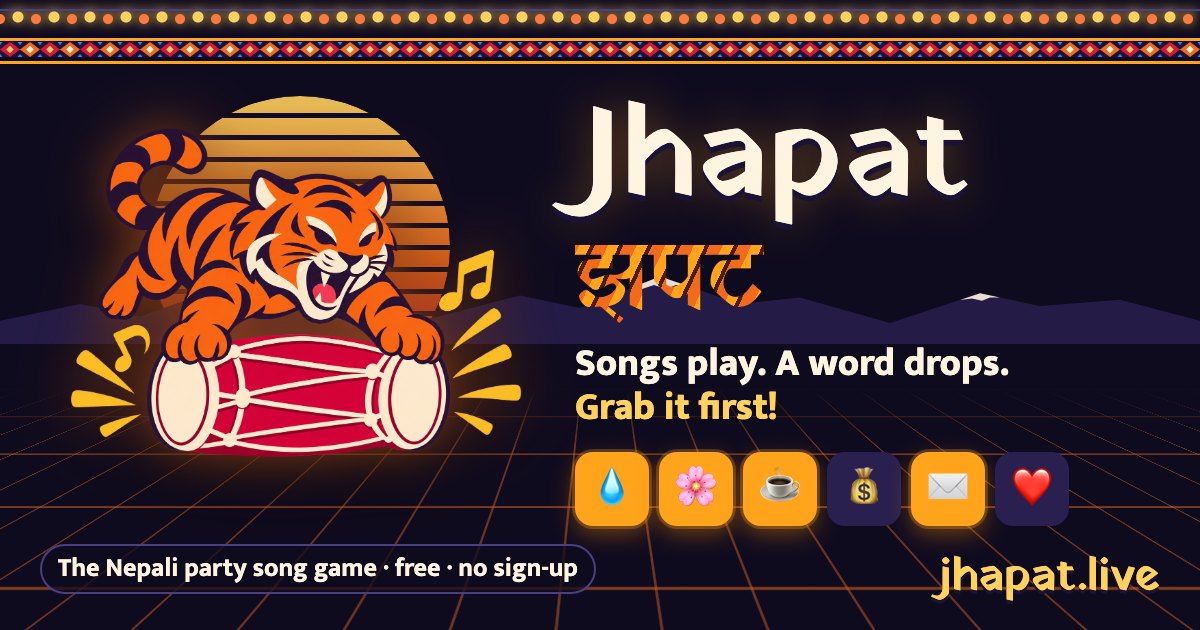 Jhapat
झपट
Songs play. A word drops.
Grab it first!
The Nepali party song game · free · no sign-up
jhapat.live